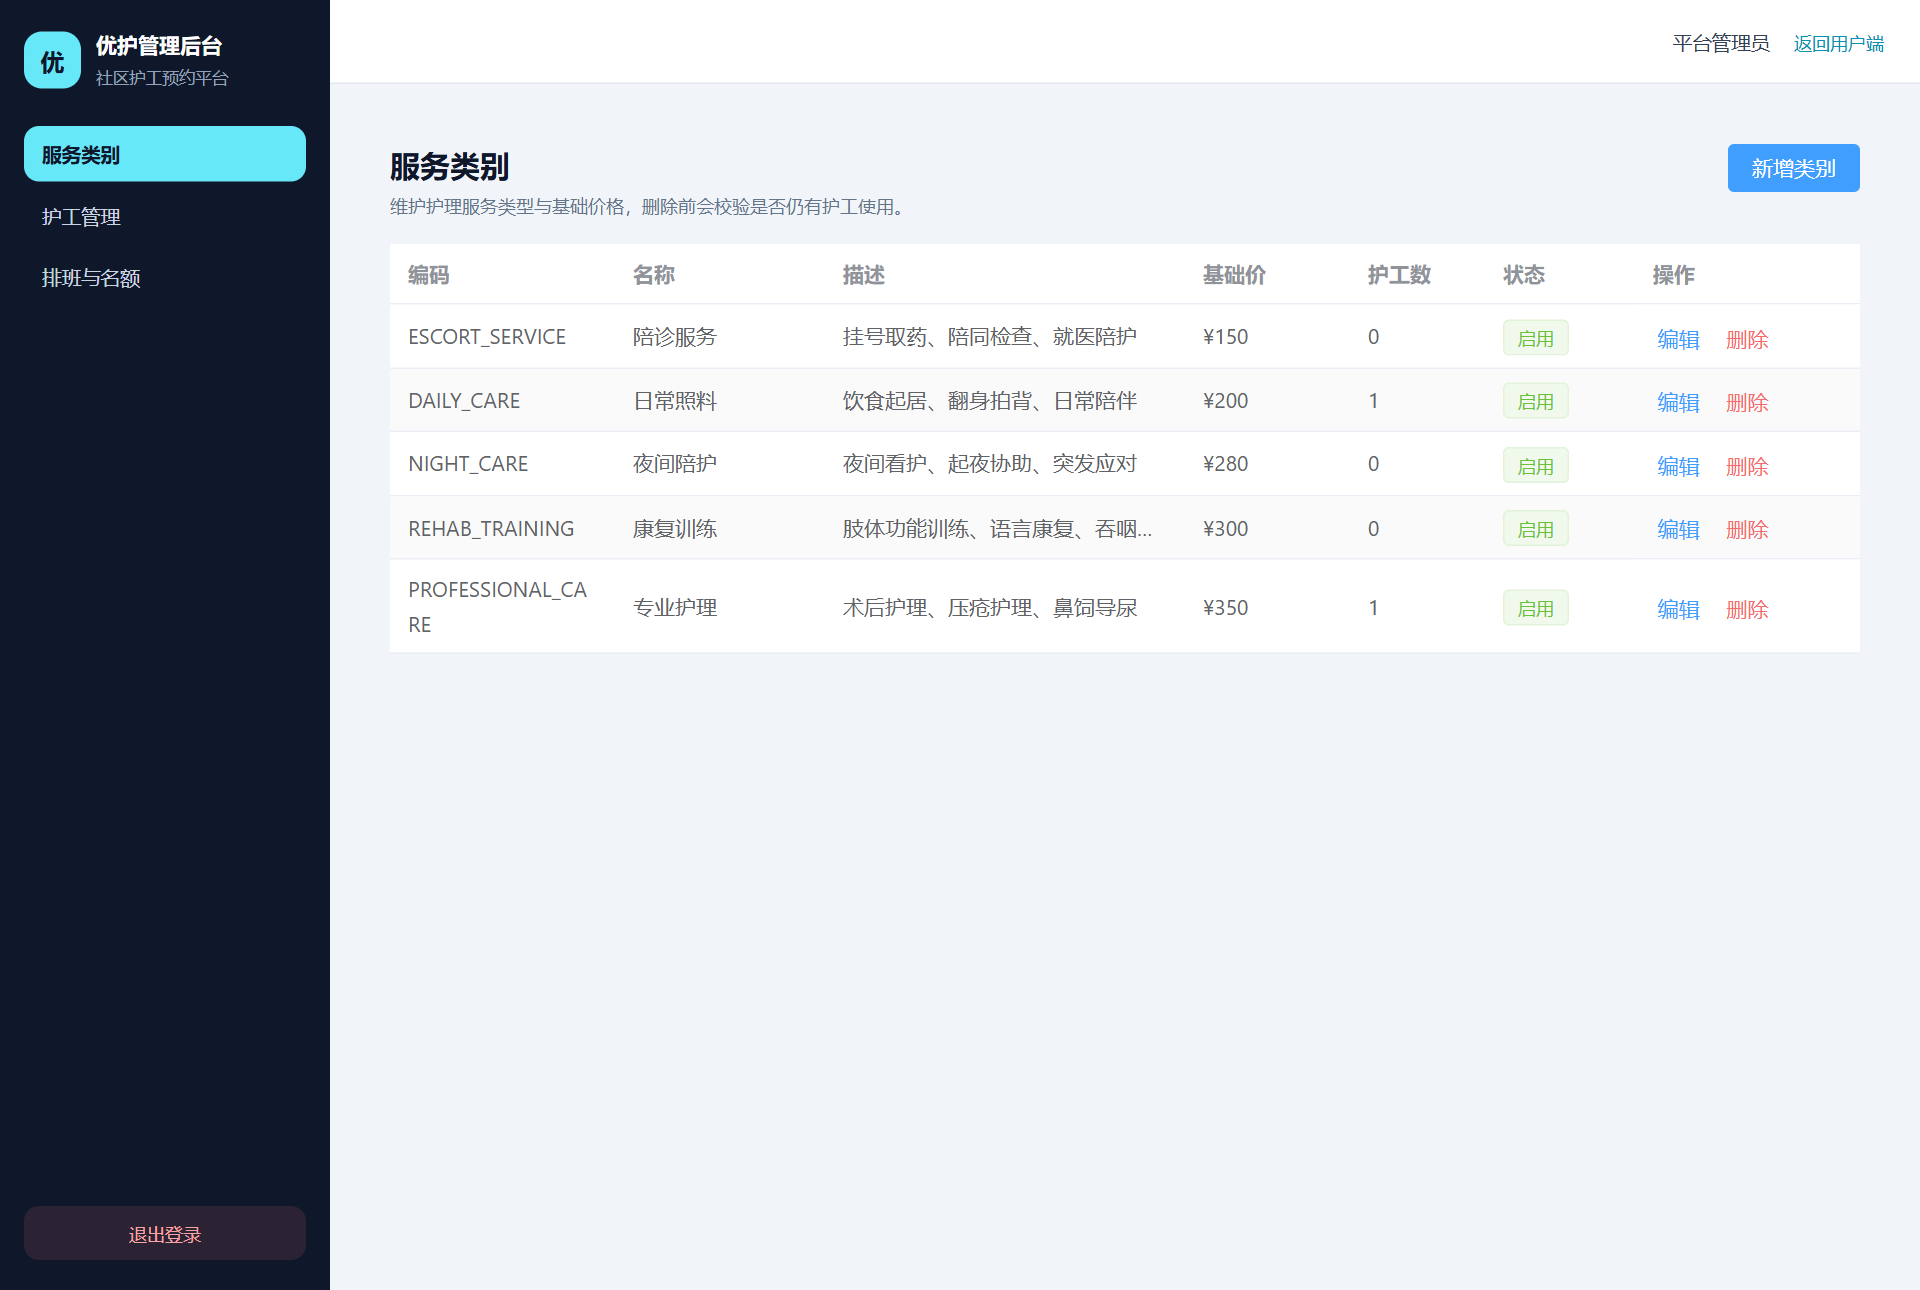 优
优护管理后台
社区护工预约平台
服务类别
护工管理
排班与名额
退出登录
平台管理员 返回用户端
服务类别
新增类别
维护护理服务类型与基础价格，删除前会校验是否仍有护工使用。
编码 名称 描述 基础价 护工数 状态 操作
ESCORT_SERVICE 陪诊服务 挂号取药、陪同检查、就医陪护 ¥150 0 启用 编辑 删除
DAILY_CARE 日常照料 饮食起居、翻身拍背、日常陪伴 ¥200 1 启用 编辑 删除
NIGHT_CARE 夜间陪护 夜间看护、起夜协助、突发应对 ¥280 0 启用 编辑 删除
REHAB_TRAINING 康复训练 肢体功能训练、语言康复、吞咽... ¥300 0 启用 编辑 删除
PROFESSIONAL_CA
RE 专业护理 术后护理、压疮护理、鼻饲导尿 ¥350 1 启用 编辑 删除